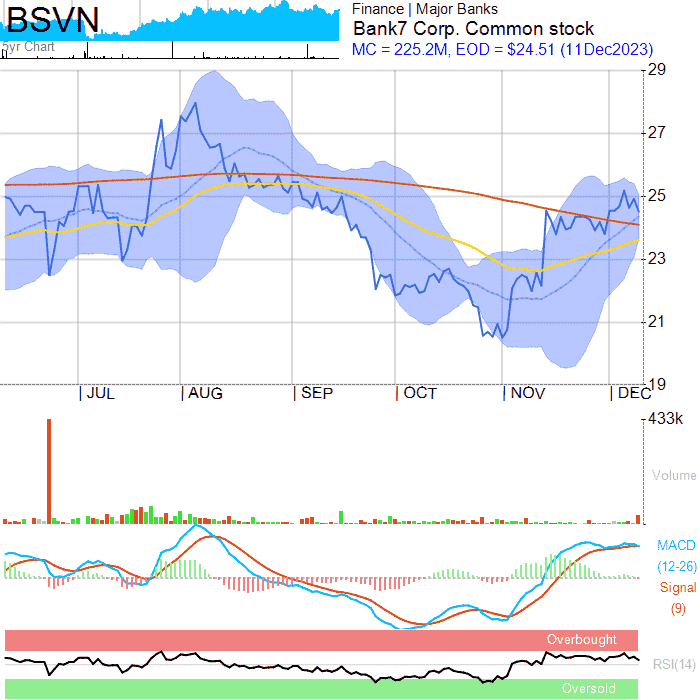 BSVN
5yr Chart
Finance | Major Banks
Bank7 Corp. Common stock
MC = 225.2M, EOD = $24.51 (11Dec2023)
29
27
25
23
21
19
JUL
AUG
SEP
OCT
NOV
DEC
433k
Volume
MACD
(12-26)
Signal
(9)
Overbought
RSI(14)
Oversold